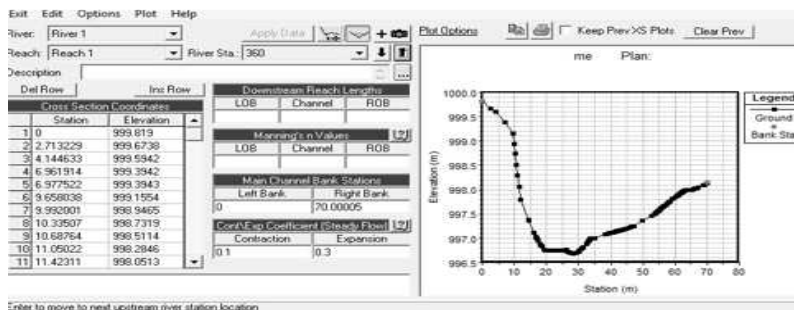 Exit Edit Options Plot Help
River: River 1 Apply Data
Reach: Reach 1 River Sta.: 360
Description
Del Row Ins Row
Cross Section Coordinates
Station Elevation
1 0 999.819
2 2.713229 999.6738
3 4.144633 999.5942
4 6.961914 999.3942
5 6.977522 999.3943
6 9.658038 999.1554
7 9.992001 998.9465
8 10.33507 998.7319
9 10.68764 998.5114
10 11.05022 998.2846
11 11.42311 998.0513
Downstream Reach Lengths
LOB Channel ROB
Manning's n Values
LOB Channel ROB
Main Channel Bank Stations
Left Bank Right Bank
0 70.00005
Cont\Exp Coefficient (Steady Flow)
Contraction Expansion
0.1 0.3
Enter to move to next upstream river station location
Plot Options Keep Prev XS Plots Clear Prev
me Plan:
Elevation (m)
1000.0
999.5
999.0
998.5
998.0
997.5
997.0
996.5
0 10 20 30 40 50 60 70 80
Station (m)
Legend
Ground
Bank Sta